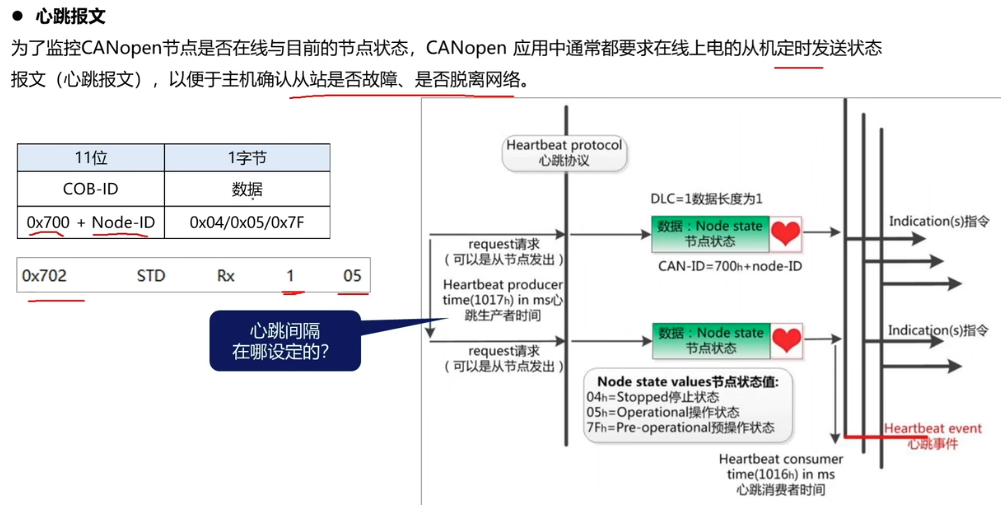 ● 心跳报文
为了监控CANopen节点是否在线与目前的节点状态，CANopen 应用中通常都要求在线上电的从机定时发送状态
报文（心跳报文），以便于主机确认从站是否故障、是否脱离网络。
11位 1字节
COB-ID 数据
0x700 + Node-ID 0x04/0x05/0x7F
0x702 STD Rx 1 05
心跳间隔
在哪设定的？
Heartbeat protocol
心跳协议
DLC=1数据长度为1
数据：Node state
节点状态
CAN-ID=700h+node-ID
Indication(s)指令
request请求
（可以是从节点发出）
Heartbeat producer
time(1017h) in ms心
跳生产者时间
request请求
（可以是从节点发出）
数据：Node state
节点状态
Indication(s)指令
Node state values节点状态值:
04h=Stopped停止状态
05h=Operational操作状态
7Fh=Pre-operational预操作状态
Heartbeat event
心跳事件
Heartbeat consumer
time(1016h) in ms
心跳消费者时间